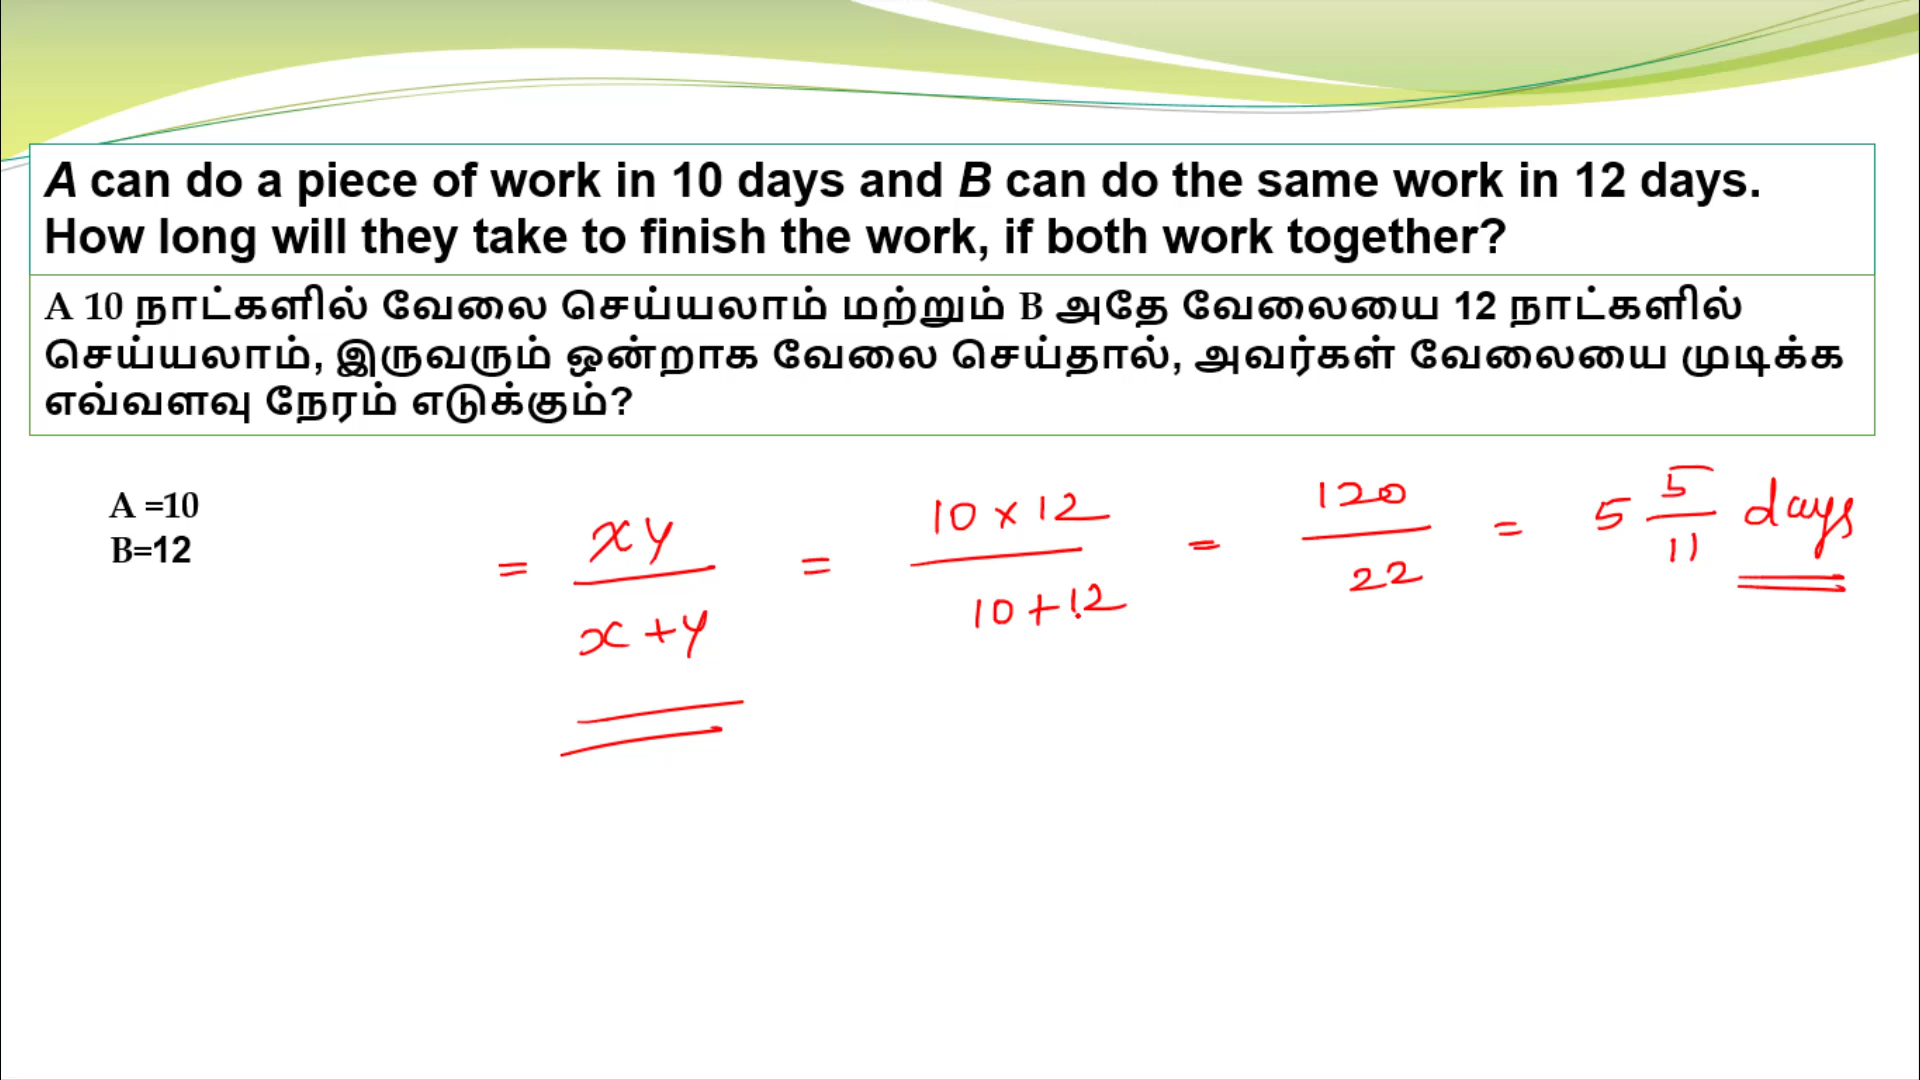 A can do a piece of work in 10 days and B can do the same work in 12 days.
How long will they take to finish the work, if both work together?
A 10 நாட்களில் வேலை செய்யலாம் மற்றும் B அதே வேலையை 12 நாட்களில்
செய்யலாம், இருவரும் ஒன்றாக வேலை செய்தால், அவர்கள் வேலையை முடிக்க
எவ்வளவு நேரம் எடுக்கும்?
A =10
B=12
= xy / x+y = 10 x 12 / 10+12 = 120 / 22 = 5 5/11 days